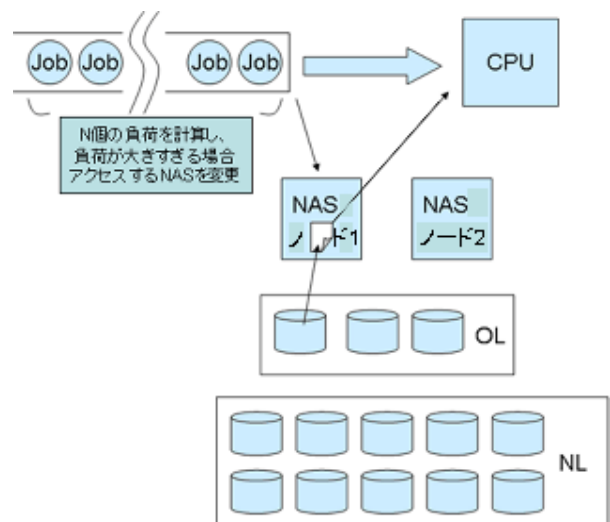 Job Job Job Job
CPU
N個の負荷を計算し、
負荷が大きすぎる場合
アクセスするNASを変更
NAS
ノード1
NAS
ノード2
OL
NL